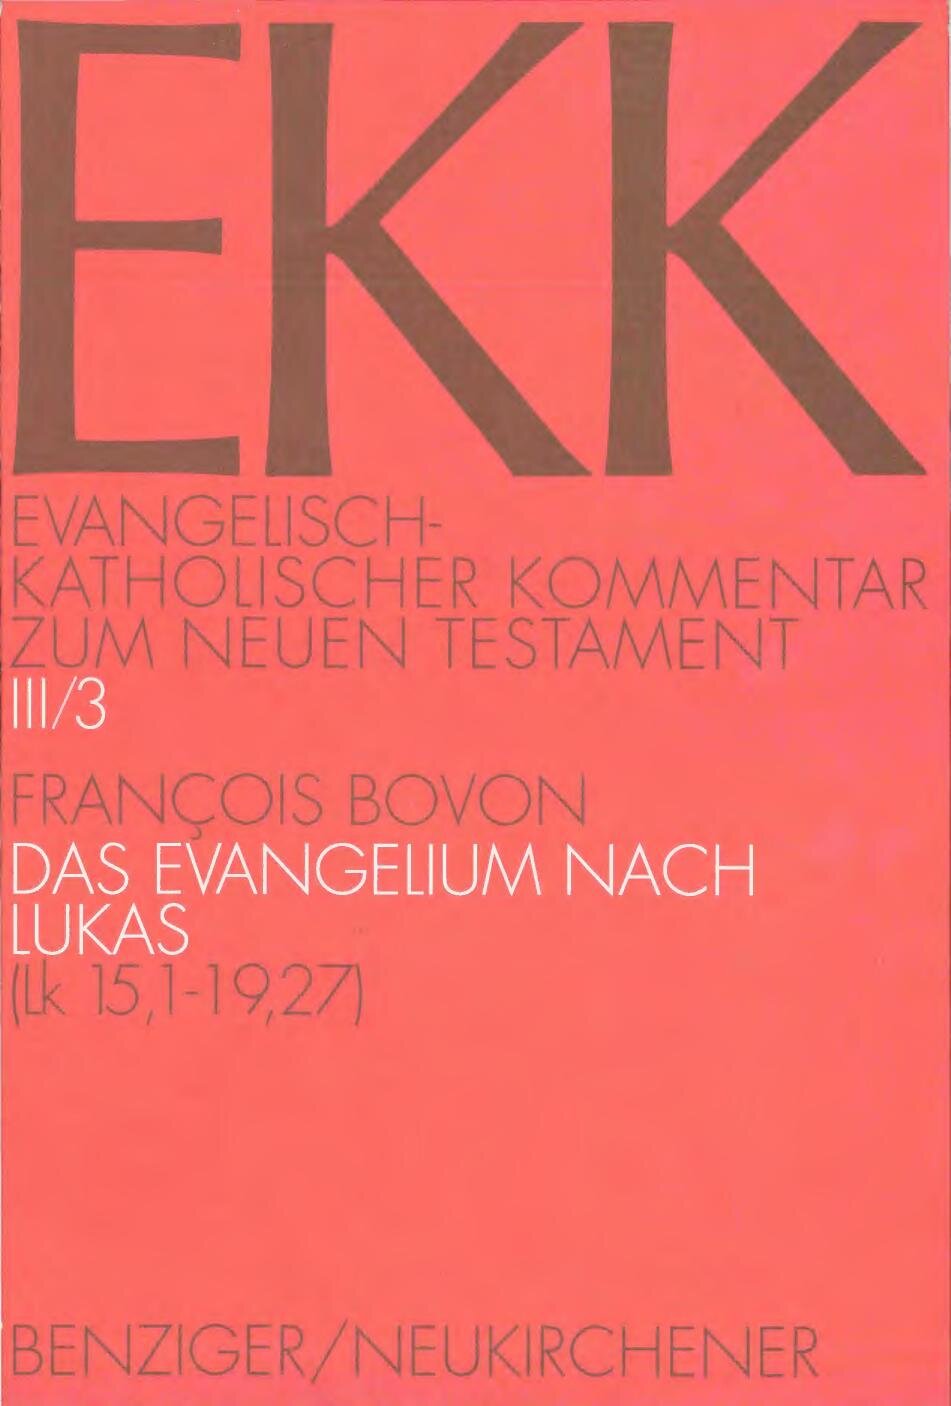 EKK
EVANGELISCH-
KATHOLISCHER KOMMENTAR
ZUM NEUEN TESTAMENT
III/3
FRANÇOIS BOVON
DAS EVANGELIUM NACH
LUKAS
(Lk 15,1-19,27)
BENZIGER/NEUKIRCHENER